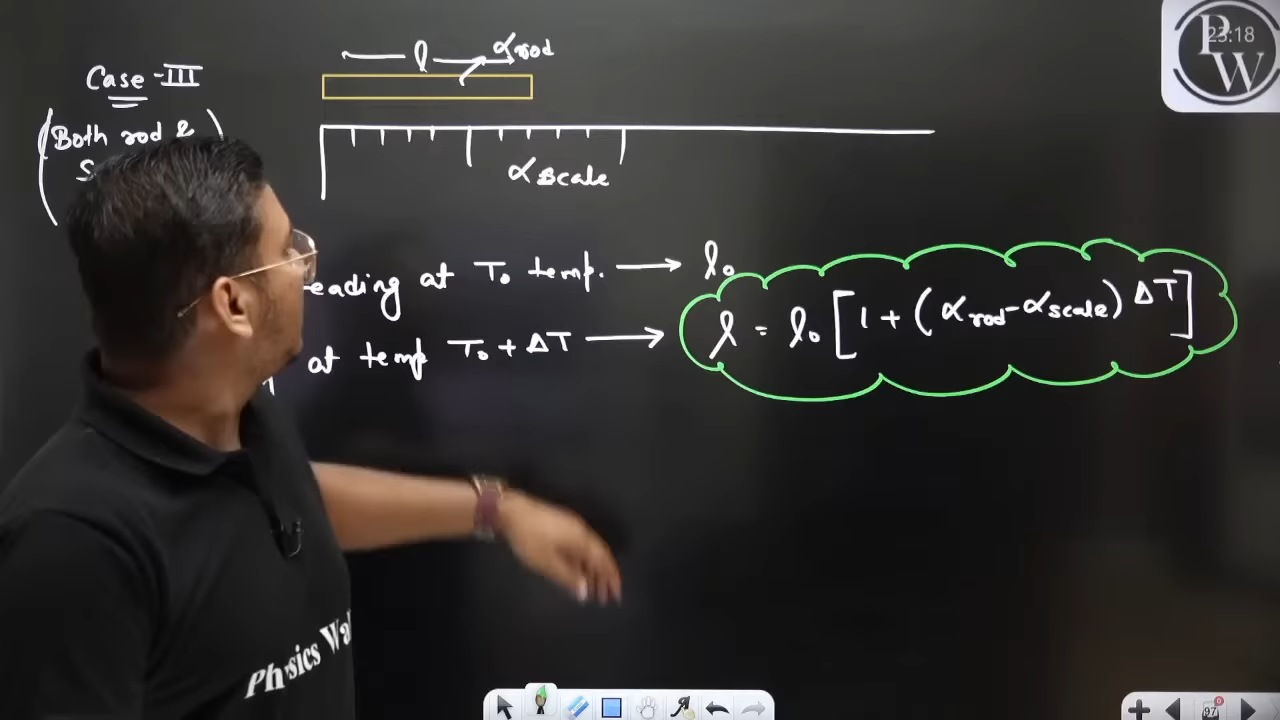 Case-III
(Both rod &
l
α rod
α scale
eading at T₀ temp. → l₀
at temp T₀ + ΔT → l = l₀ [1 + (α rod - α scale) ΔT]
PW
23:18
Physics Wa
97